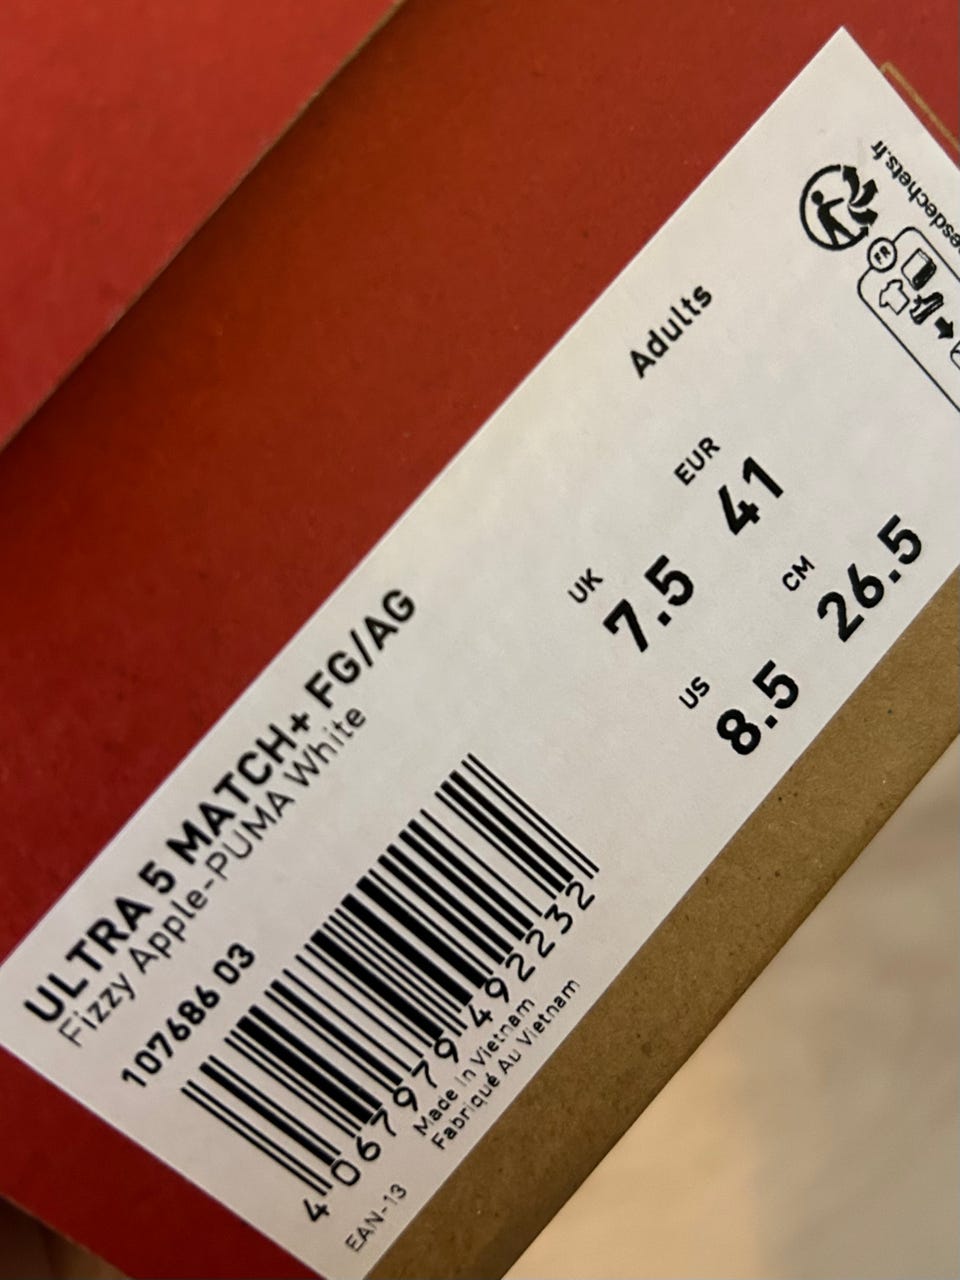 ULTRA 5 MATCH+ FG/AG
Fizzy Apple-PUMA White
107686 03
4 067979 492232
EAN-13
Made in Vietnam
Fabriqué Au Vietnam
Adults
UK
7.5
EUR
41
US
8.5
CM
26.5
FR